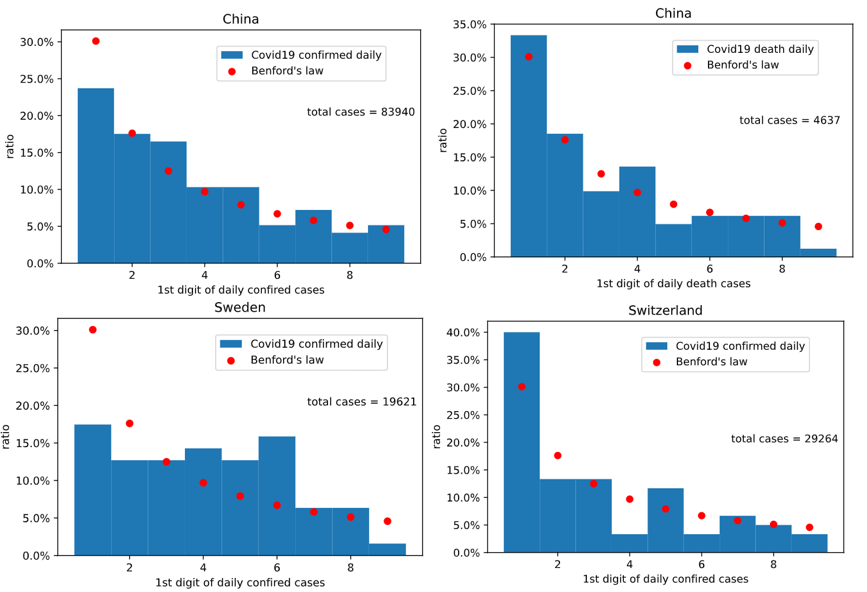 China
30.0%
25.0%
20.0%
15.0%
10.0%
5.0%
0.0%
ratio
Covid19 confirmed daily
Benford's law
total cases = 83940
2 4 6 8
1st digit of daily confired cases
China
35.0%
30.0%
25.0%
20.0%
15.0%
10.0%
5.0%
0.0%
ratio
Covid19 death daily
Benford's law
total cases = 4637
2 4 6 8
1st digit of daily death cases
Sweden
30.0%
25.0%
20.0%
15.0%
10.0%
5.0%
0.0%
ratio
Covid19 confirmed daily
Benford's law
total cases = 19621
2 4 6 8
1st digit of daily confired cases
Switzerland
40.0%
35.0%
30.0%
25.0%
20.0%
15.0%
10.0%
5.0%
0.0%
ratio
Covid19 confirmed daily
Benford's law
total cases = 29264
2 4 6 8
1st digit of daily confired cases